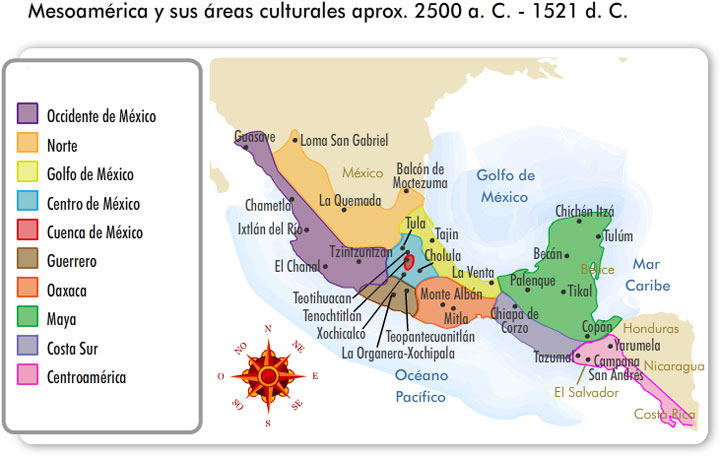 Mesoamérica y sus áreas culturales aprox. 2500 a. C. - 1521 d. C.
Occidente de México
Norte
Golfo de México
Centro de México
Cuenca de México
Guerrero
Oaxaca
Maya
Costa Sur
Centroamérica
Guasave
Loma San Gabriel
México
Balcón de
Moctezuma
Golfo de
México
Chametla
La Quemada
Ixtlán del Río
Tula
Tajin
Chichén Itzá
Tulúm
Tzintzuntzan
Cholula
Becán
El Chanal
La Venta
Belice
Mar
Caribe
Teotihuacan
Tenochtitlán
Xochicalco
Monte Albán
Mitla
Palenque
Tikal
Chiapa de
Corzo
Teopantecuanitlán
La Organera-Xochipala
Copán
Honduras
Yarumela
Tazumal
Campana
San Andrés
Nicaragua
El Salvador
Costa Rica
Océano
Pacífico
N
NO
NE
O
E
SO
SE
S